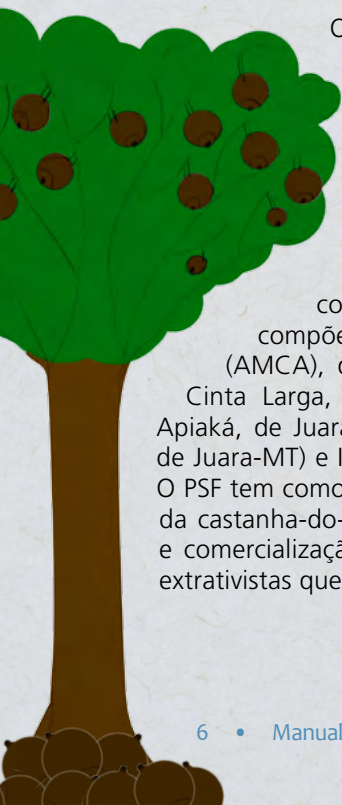 co
compõe
(AMCA),
Cinta Larga,
Apiaká, de Juara
de Juara-MT) e
O PSF tem como
da castanha-do-
e comercializaçã
extrativistas que
6 • Manual